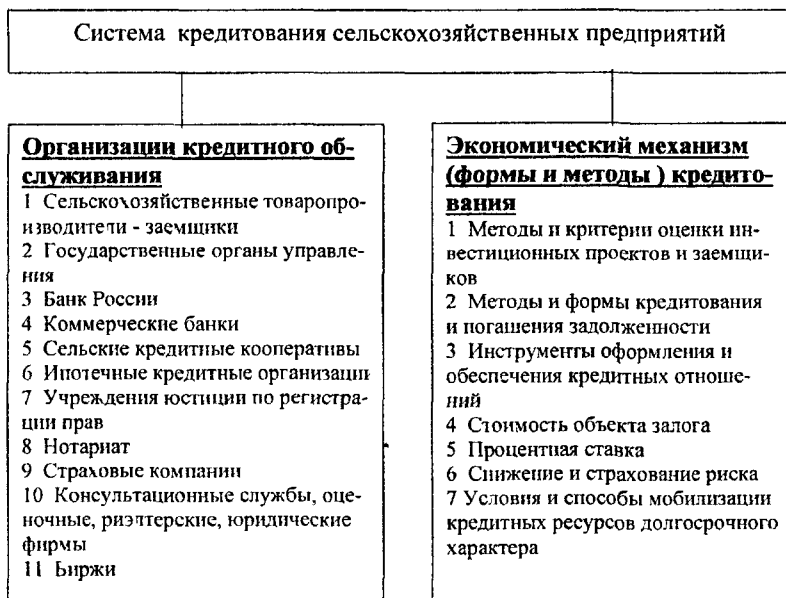 Система кредитования сельскохозяйственных предприятий
Организации кредитного об-
служивания
1 Сельскохозяйственные товаропро-
изводители - заемщики
2 Государственные органы управле-
ния
3 Банк России
4 Коммерческие банки
5 Сельские кредитные кооперативы
6 Ипотечные кредитные организации
7 Учреждения юстиции по регистра-
ции прав
8 Нотариат
9 Страховые компании
10 Консультационные службы, оце-
ночные, риэлтерские, юридические
фирмы
11 Биржи
Экономический механизм
(формы и методы ) кредито-
вания
1 Методы и критерии оценки ин-
вестиционных проектов и заемщи-
ков
2 Методы и формы кредитования
и погашения задолженности
3 Инструменты оформления и
обеспечения кредитных отноше-
ний
4 Стоимость объекта залога
5 Процентная ставка
6 Снижение и страхование риска
7 Условия и способы мобилизации
кредитных ресурсов долгосрочного
характера